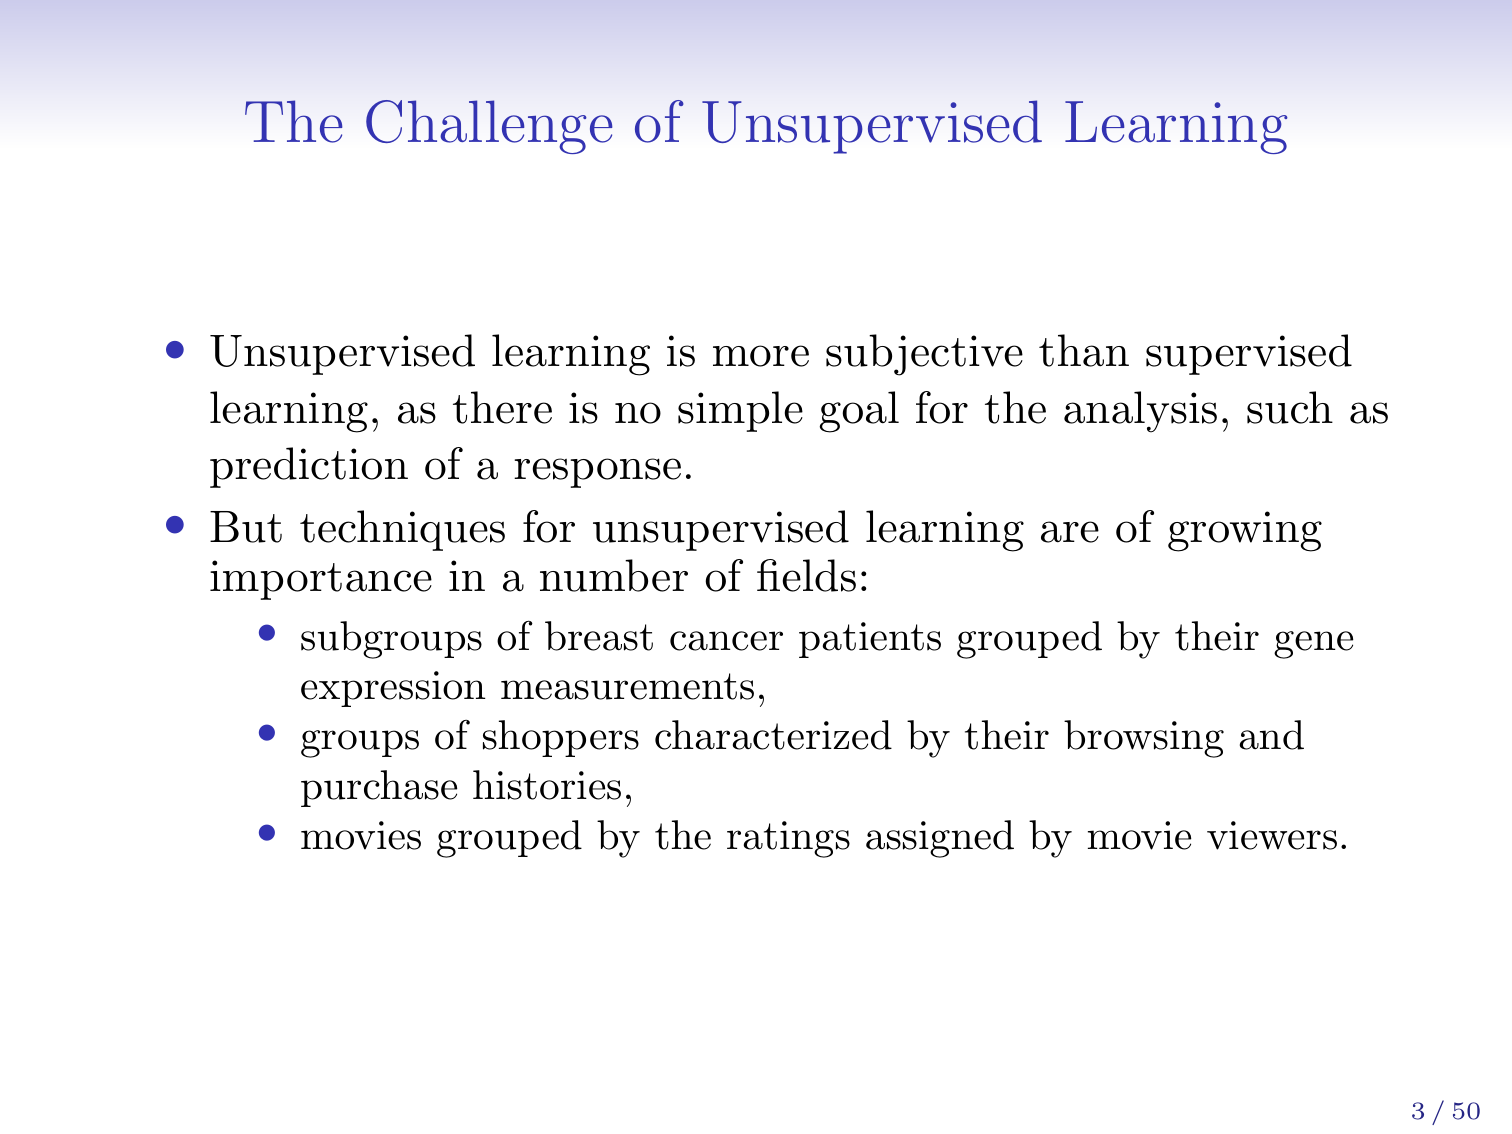 The Challenge of Unsupervised Learning
• Unsupervised learning is more subjective than supervised
learning, as there is no simple goal for the analysis, such as
prediction of a response.
• But techniques for unsupervised learning are of growing
importance in a number of fields:
• subgroups of breast cancer patients grouped by their gene
expression measurements,
• groups of shoppers characterized by their browsing and
purchase histories,
• movies grouped by the ratings assigned by movie viewers.
3 / 50